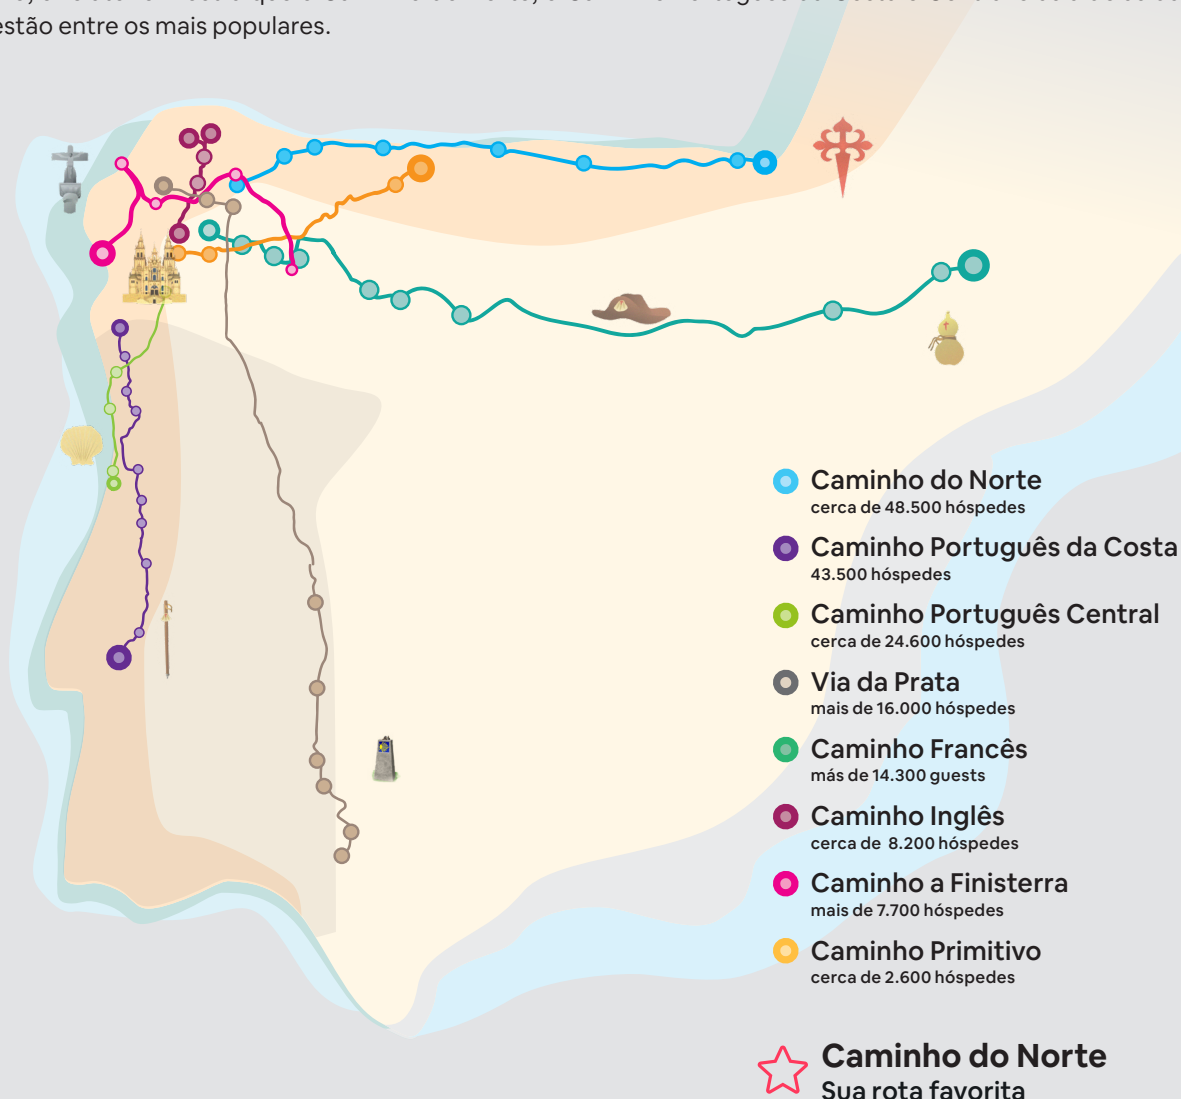 estão entre os mais populares.
Caminho do Norte
cerca de 48.500 hóspedes
Caminho Português da Costa
43.500 hóspedes
Caminho Português Central
cerca de 24.600 hóspedes
Via da Prata
mais de 16.000 hóspedes
Caminho Francês
más de 14.300 guests
Caminho Inglês
cerca de 8.200 hóspedes
Caminho a Finisterra
mais de 7.700 hóspedes
Caminho Primitivo
cerca de 2.600 hóspedes
Caminho do Norte
Sua rota favorita